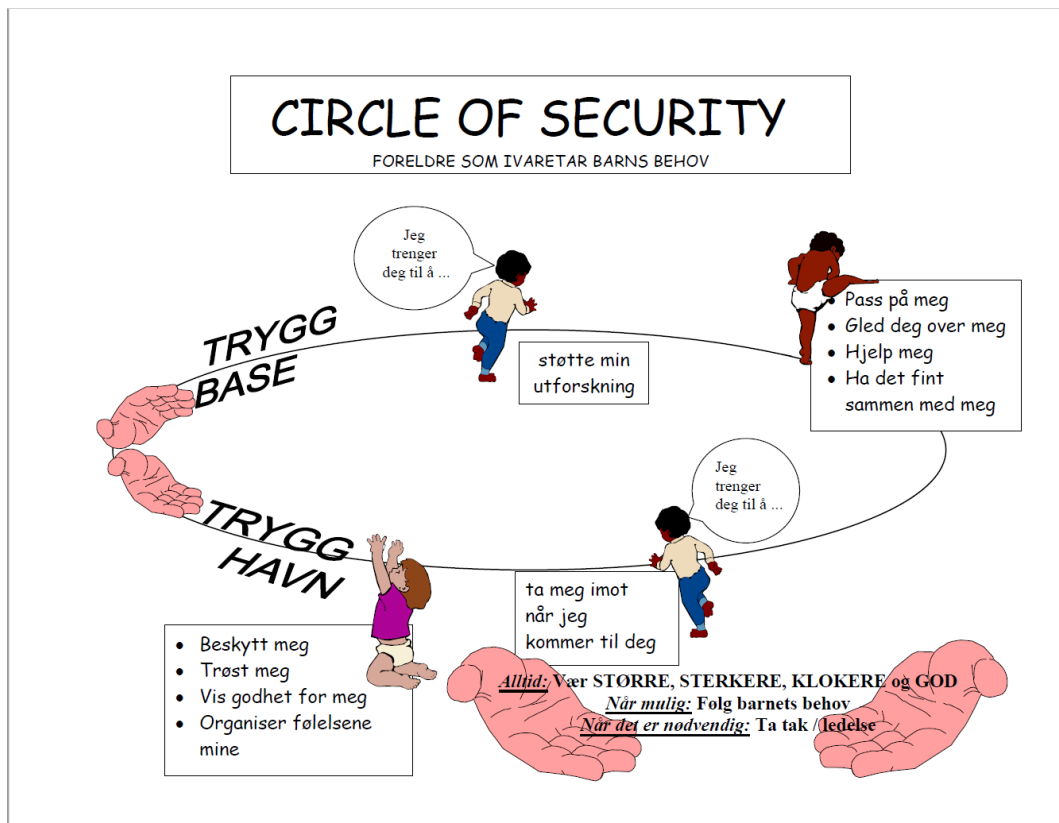 CIRCLE OF SECURITY
FORELDRE SOM IVARETAR BARNS BEHOV
Jeg
trenger
deg til å ...
TRYGG
BASE
støtte min
utforskning
• Pass på meg
• Gled deg over meg
• Hjelp meg
• Ha det fint
sammen med meg
Jeg
trenger
deg til å ...
TRYGG
HAVN
ta meg imot
når jeg
kommer til deg
• Beskytt meg
• Trøst meg
• Vis godhet for meg
• Organiser følelsene
mine
Alltid: Vær STØRRE, STERKERE, KLOKERE og GOD
Når mulig: Følg barnets behov
Når det er nødvendig: Ta tak / ledelse